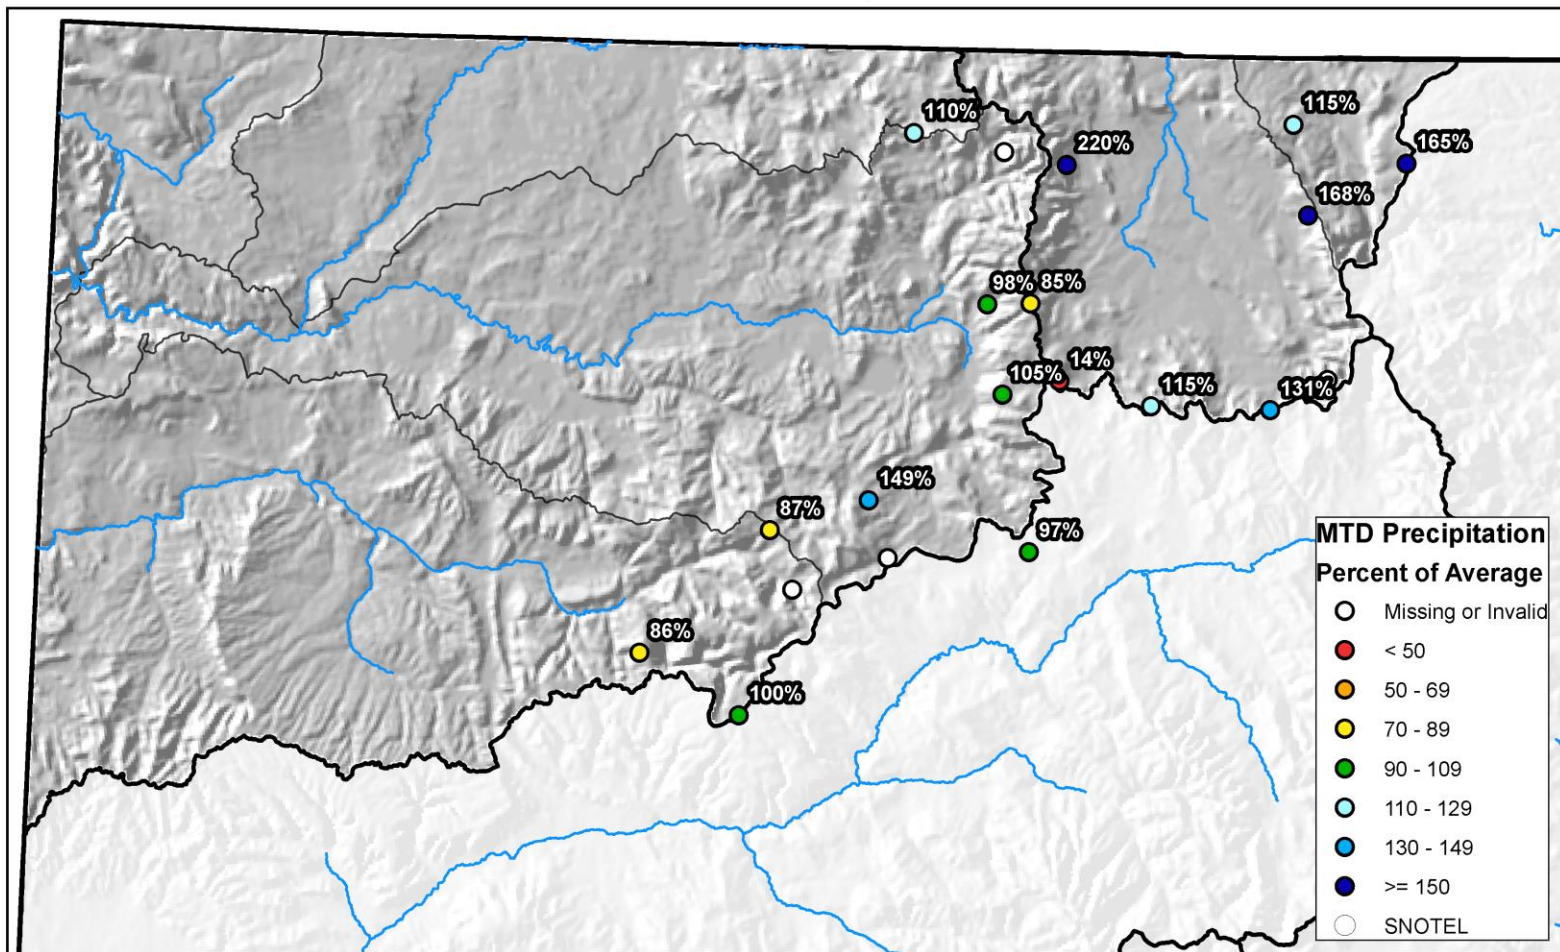 110%
115%
220%
165%
168%
98%
85%
105%
14%
115%
131%
149%
87%
97%
86%
100%
MTD Precipitation
Percent of Average
Missing or Invalid
< 50
50 - 69
70 - 89
90 - 109
110 - 129
130 - 149
>= 150
SNOTEL